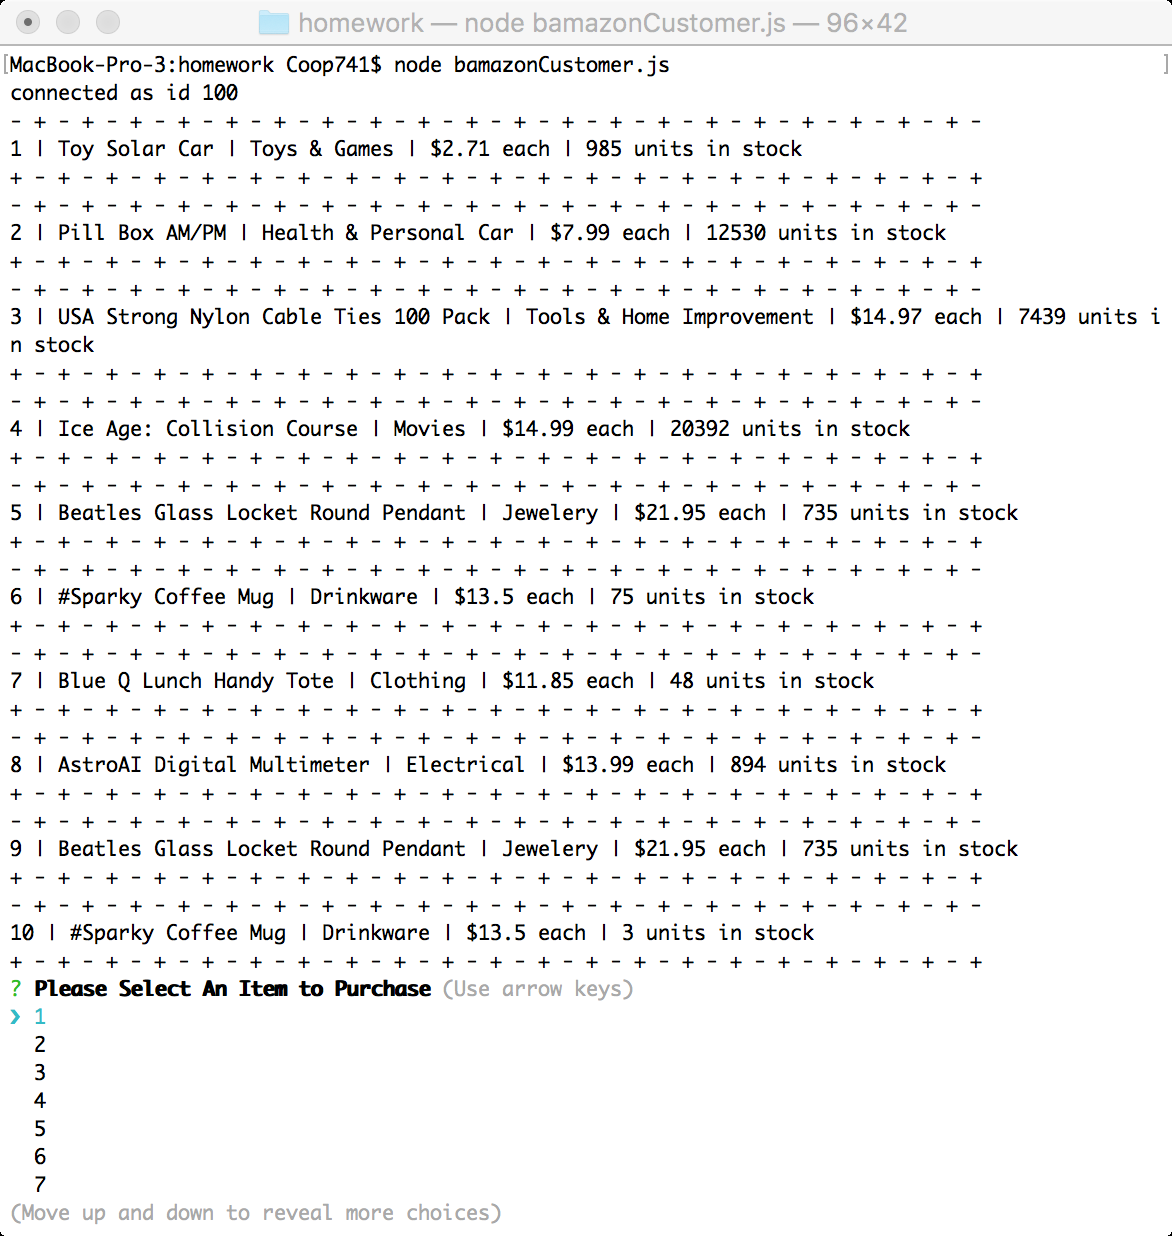 homework — node bamazonCustomer.js — 96×42
[MacBook-Pro-3:homework Coop741$ node bamazonCustomer.js ]
connected as id 100
- + - + - + - + - + - + - + - + - + - + - + - + - + - + - + - + - + - + - + - + -
1 | Toy Solar Car | Toys & Games | $2.71 each | 985 units in stock
+ - + - + - + - + - + - + - + - + - + - + - + - + - + - + - + - + - + - + - + - +
- + - + - + - + - + - + - + - + - + - + - + - + - + - + - + - + - + - + - + - + -
2 | Pill Box AM/PM | Health & Personal Car | $7.99 each | 12530 units in stock
+ - + - + - + - + - + - + - + - + - + - + - + - + - + - + - + - + - + - + - + - +
- + - + - + - + - + - + - + - + - + - + - + - + - + - + - + - + - + - + - + - + -
3 | USA Strong Nylon Cable Ties 100 Pack | Tools & Home Improvement | $14.97 each | 7439 units i
n stock
+ - + - + - + - + - + - + - + - + - + - + - + - + - + - + - + - + - + - + - + - +
- + - + - + - + - + - + - + - + - + - + - + - + - + - + - + - + - + - + - + - + -
4 | Ice Age: Collision Course | Movies | $14.99 each | 20392 units in stock
+ - + - + - + - + - + - + - + - + - + - + - + - + - + - + - + - + - + - + - + - +
- + - + - + - + - + - + - + - + - + - + - + - + - + - + - + - + - + - + - + - + -
5 | Beatles Glass Locket Round Pendant | Jewelery | $21.95 each | 735 units in stock
+ - + - + - + - + - + - + - + - + - + - + - + - + - + - + - + - + - + - + - + - +
- + - + - + - + - + - + - + - + - + - + - + - + - + - + - + - + - + - + - + - + -
6 | #Sparky Coffee Mug | Drinkware | $13.5 each | 75 units in stock
+ - + - + - + - + - + - + - + - + - + - + - + - + - + - + - + - + - + - + - + - +
- + - + - + - + - + - + - + - + - + - + - + - + - + - + - + - + - + - + - + - + -
7 | Blue Q Lunch Handy Tote | Clothing | $11.85 each | 48 units in stock
+ - + - + - + - + - + - + - + - + - + - + - + - + - + - + - + - + - + - + - + - +
- + - + - + - + - + - + - + - + - + - + - + - + - + - + - + - + - + - + - + - + -
8 | AstroAI Digital Multimeter | Electrical | $13.99 each | 894 units in stock
+ - + - + - + - + - + - + - + - + - + - + - + - + - + - + - + - + - + - + - + - +
- + - + - + - + - + - + - + - + - + - + - + - + - + - + - + - + - + - + - + - + -
9 | Beatles Glass Locket Round Pendant | Jewelery | $21.95 each | 735 units in stock
+ - + - + - + - + - + - + - + - + - + - + - + - + - + - + - + - + - + - + - + - +
- + - + - + - + - + - + - + - + - + - + - + - + - + - + - + - + - + - + - + - + -
10 | #Sparky Coffee Mug | Drinkware | $13.5 each | 3 units in stock
+ - + - + - + - + - + - + - + - + - + - + - + - + - + - + - + - + - + - + - + - +
? Please Select An Item to Purchase (Use arrow keys)
❯ 1
2
3
4
5
6
7
(Move up and down to reveal more choices)